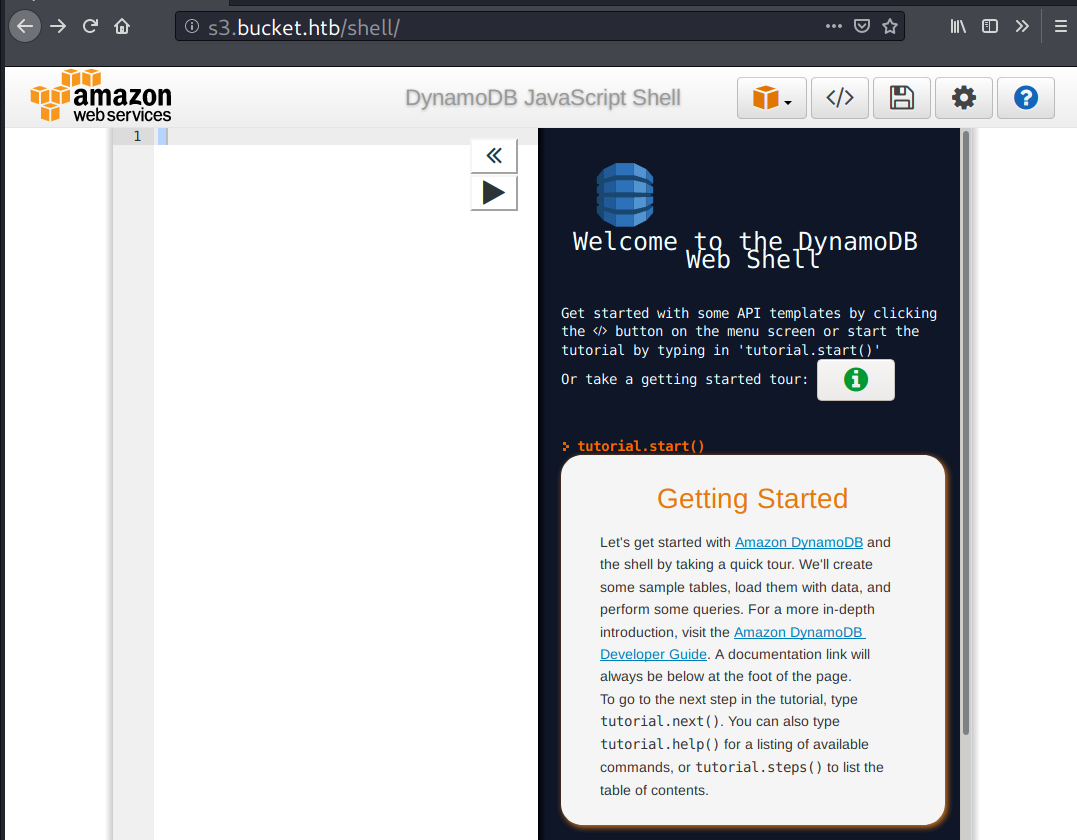 s3.bucket.htb/shell/
amazon
webservices
DynamoDB JavaScript Shell
</>
?
1
«
Welcome to the DynamoDB
Web Shell
Get started with some API templates by clicking
the </> button on the menu screen or start the
tutorial by typing in 'tutorial.start()'
Or take a getting started tour:
> tutorial.start()
Getting Started
Let's get started with Amazon DynamoDB and
the shell by taking a quick tour. We'll create
some sample tables, load them with data, and
perform some queries. For a more in-depth
introduction, visit the Amazon DynamoDB
Developer Guide. A documentation link will
always be below at the foot of the page.
To go to the next step in the tutorial, type
tutorial.next(). You can also type
tutorial.help() for a listing of available
commands, or tutorial.steps() to list the
table of contents.